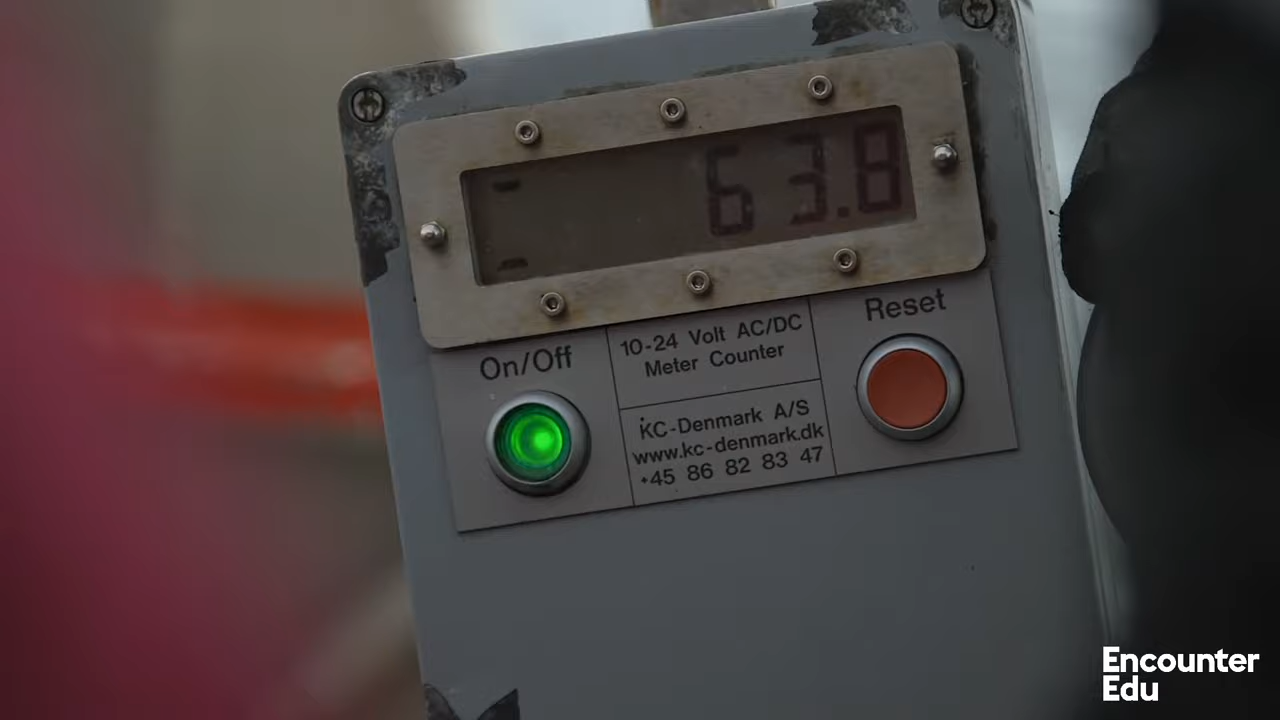 63.8
On/Off
10-24 Volt AC/DC
Meter Counter
KC-Denmark A/S
www.kc-denmark.dk
+45 86 82 83 47
Reset
Encounter
Edu